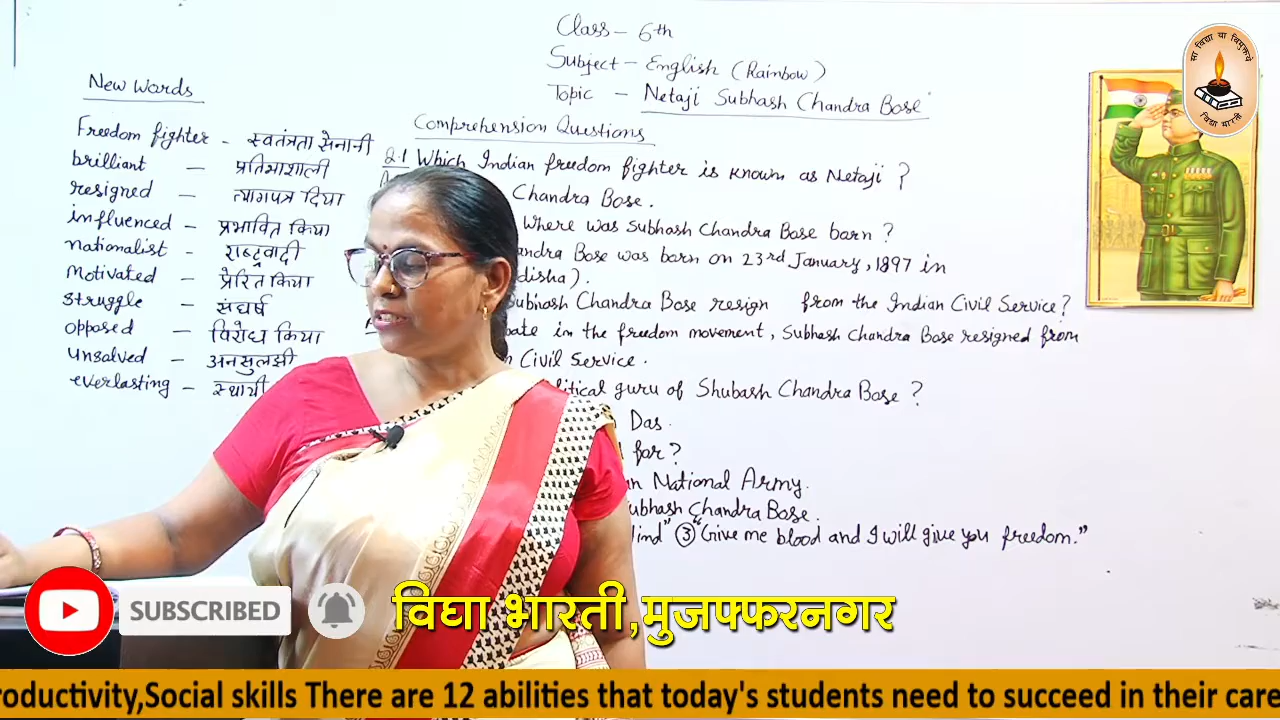 Class - 6th
Subject - English (Rainbow)
Topic - Netaji Subhash Chandra Bose
New Words
Freedom fighter - स्वतंत्रता सेनानी
brilliant - प्रतिभाशाली
resigned - त्यागपत्र दिया
influenced - प्रभावित किया
nationalist - राष्ट्रवादी
Motivated - प्रेरित किया
Struggle - संघर्ष
opposed - विरोध किया
Unsolved - अनसुलझी
everlasting - स्थायी
Comprehension Questions
Q.1 Which Indian freedom fighter is known as Netaji ?
Chandra Bose.
Where was Subhash Chandra Bose born ?
andra Bose was born on 23rd January, 1897 in
disha).
Subhash Chandra Bose resign from the Indian Civil Service ?
pate in the freedom movement, Subhash Chandra Bose resigned from
n Civil Service.
litical guru of Shubash Chandra Bose ?
Das.
for ?
an National Army.
ubhash Chandra Bose.
Hind" ③ "Give me blood and I will give you freedom."
सा विद्या या विमुक्तये
विद्या भारती
SUBSCRIBED
विद्या भारती,मुजफ्फरनगर
roductivity,Social skills There are 12 abilities that today's students need to succeed in their care